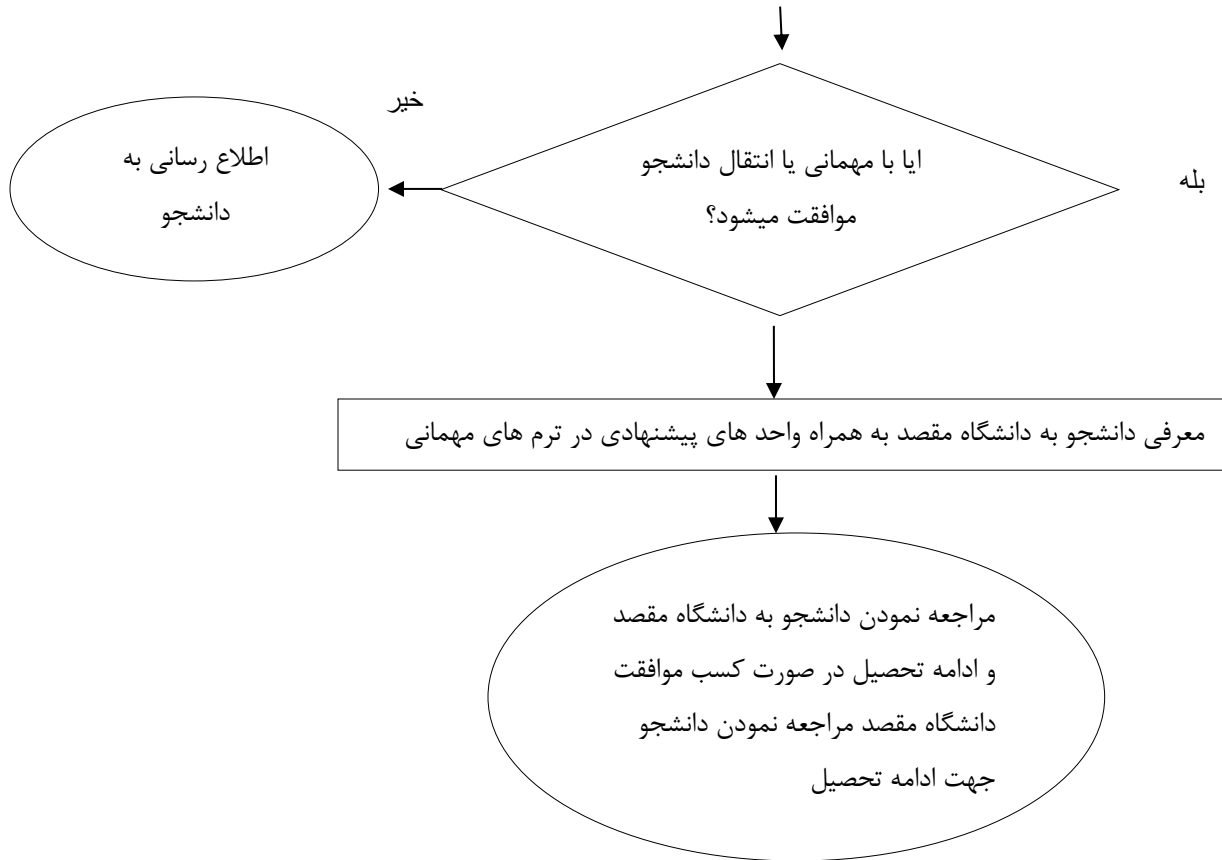 خیر
اطلاع رسانی به
دانشجو
ایا با مهمانی یا انتقال دانشجو
موافقت میشود؟
بله
معرفی دانشجو به دانشگاه مقصد به همراه واحد های پیشنهادی در ترم های مهمانی
مراجعه نمودن دانشجو به دانشگاه مقصد
و ادامه تحصیل در صورت کسب موافقت
دانشگاه مقصد مراجعه نمودن دانشجو
جهت ادامه تحصیل